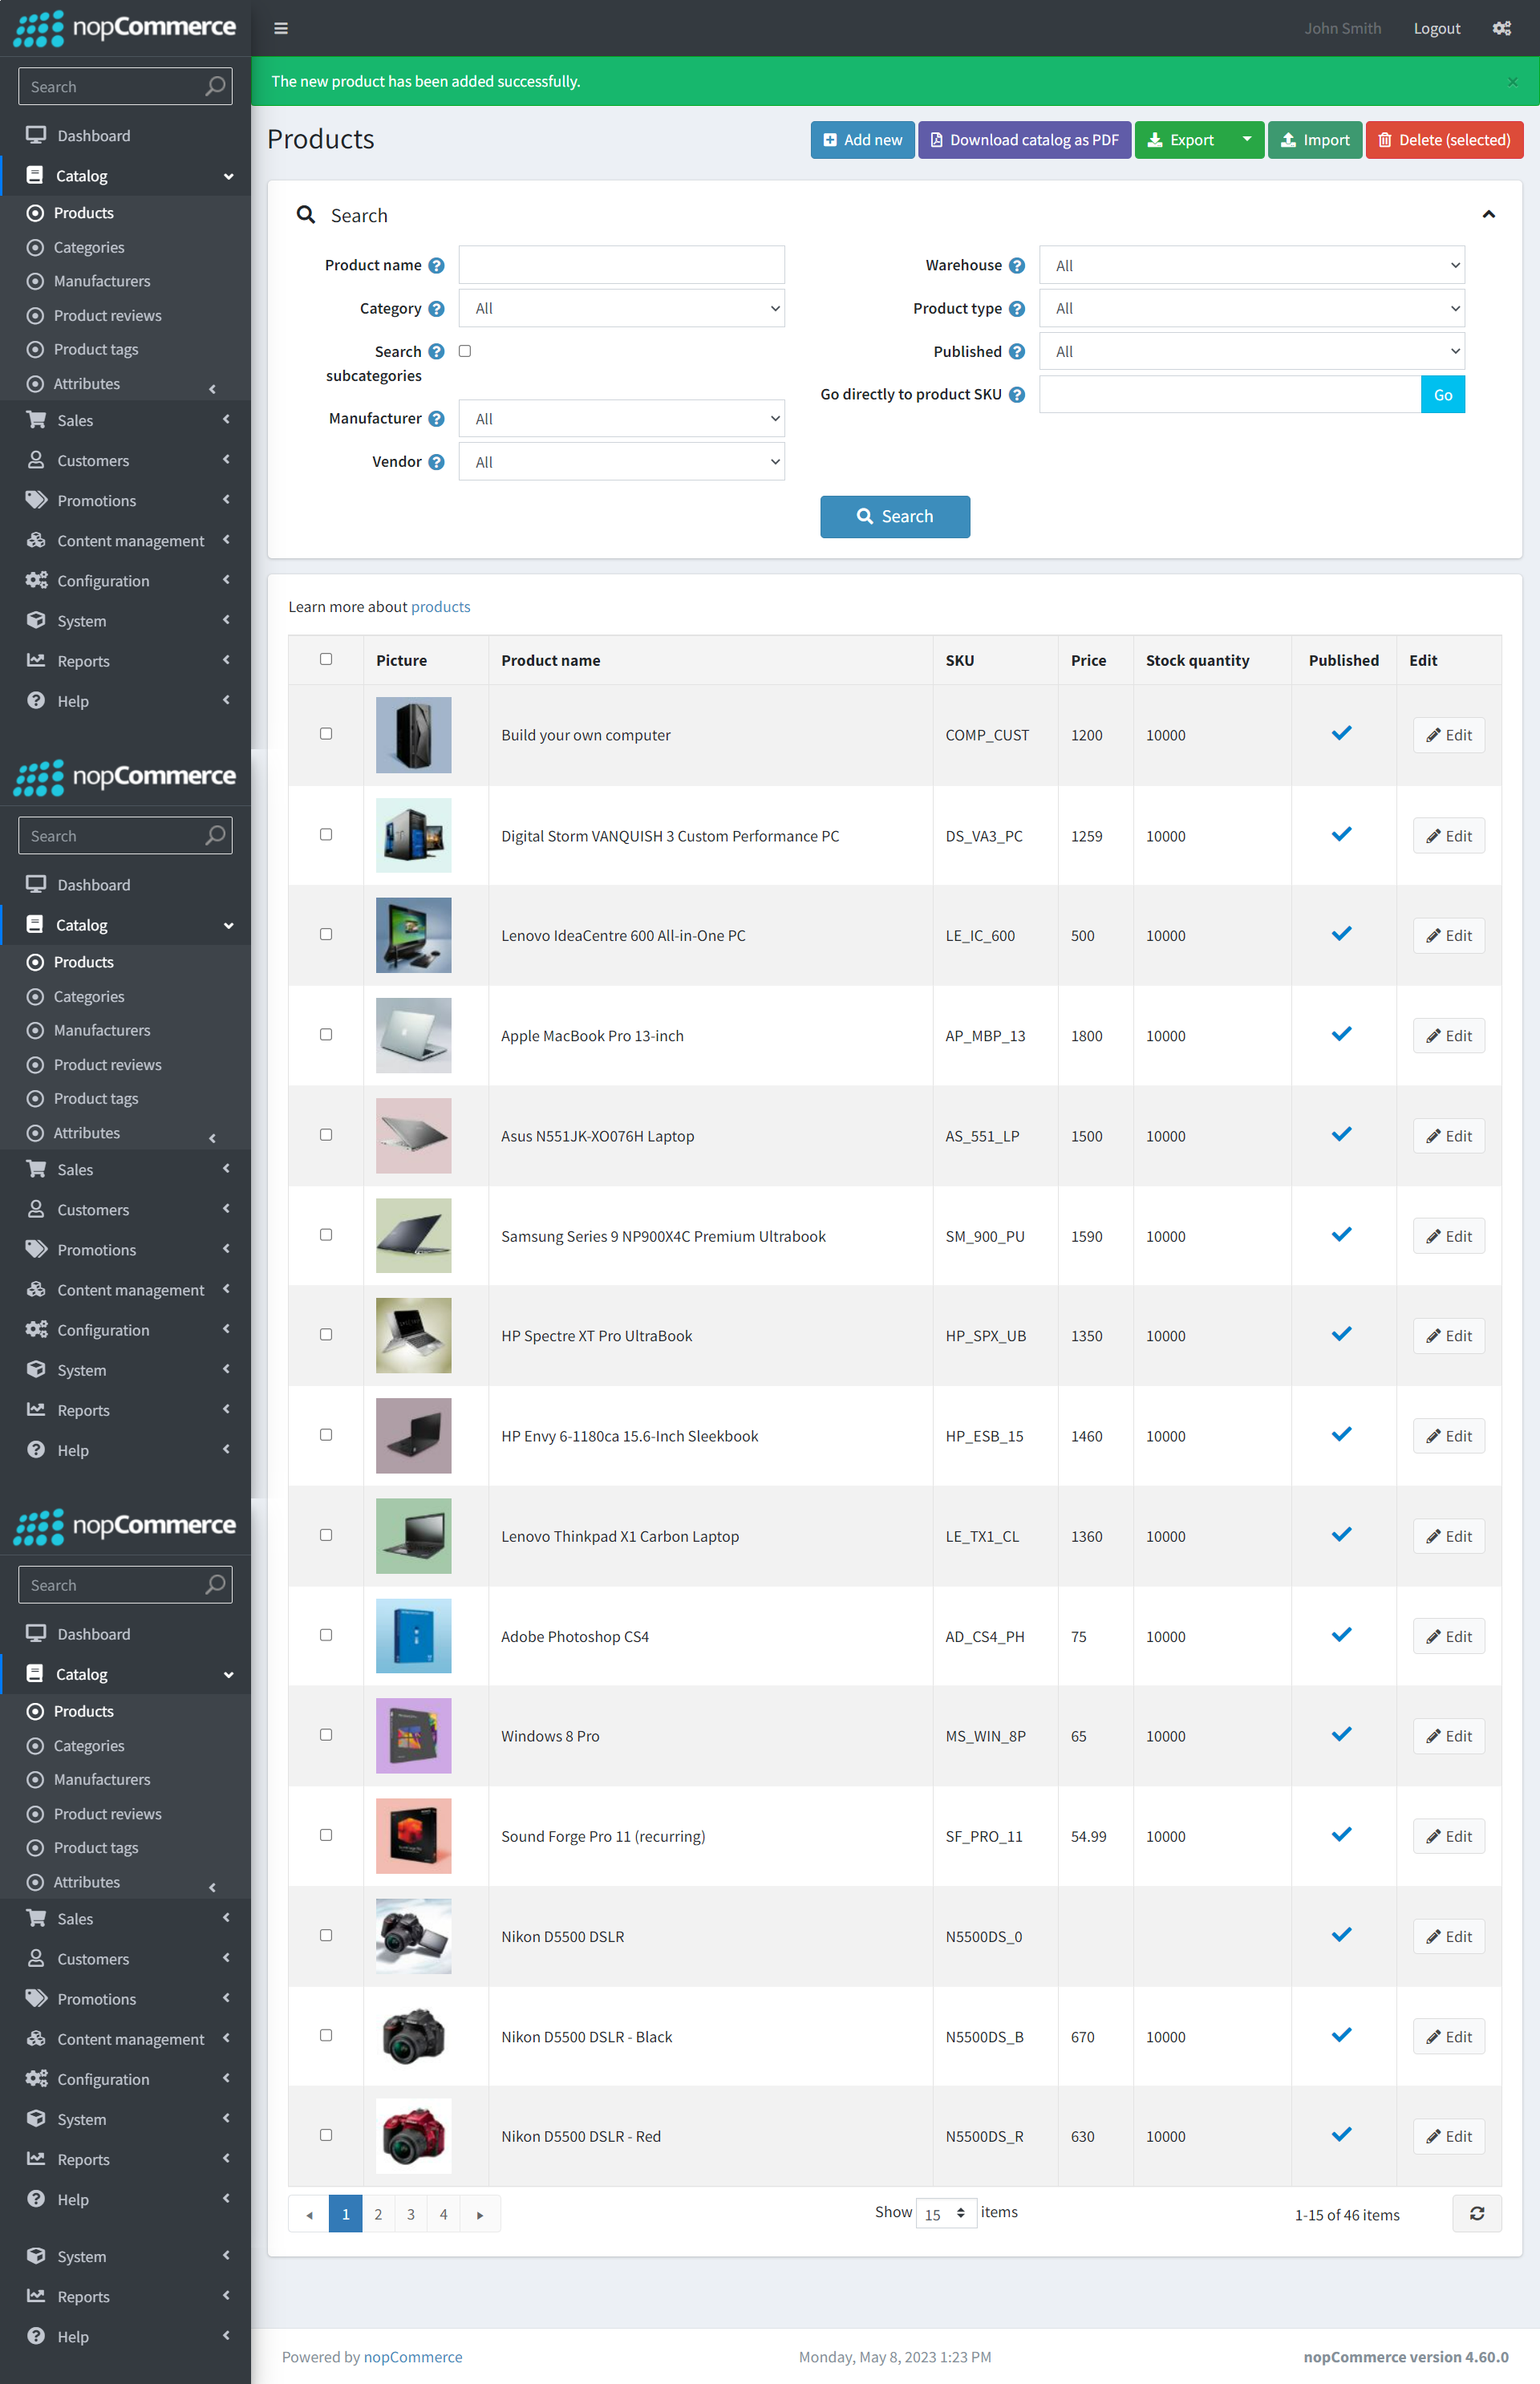 nopCommerce
John Smith
Logout
Search
The new product has been added successfully.
×
Dashboard
Catalog
Products
Categories
Manufacturers
Product reviews
Product tags
Attributes
Sales
Customers
Promotions
Content management
Configuration
System
Reports
Help
nopCommerce
Search
Dashboard
Catalog
Products
Categories
Manufacturers
Product reviews
Product tags
Attributes
Sales
Customers
Promotions
Content management
Configuration
System
Reports
Help
nopCommerce
Search
Dashboard
Catalog
Products
Categories
Manufacturers
Product reviews
Product tags
Attributes
Sales
Customers
Promotions
Content management
Configuration
System
Reports
Help
System
Reports
Help
Products
Add new
Download catalog as PDF
Export
Import
Delete (selected)
Search
Product name ?
Category ? All
Search ?
subcategories
Manufacturer ? All
Vendor ? All
Warehouse ? All
Product type ? All
Published ? All
Go directly to product SKU ? Go
Search
Learn more about products
Picture Product name SKU Price Stock quantity Published Edit
Build your own computer COMP_CUST 1200 10000 Edit
Digital Storm VANQUISH 3 Custom Performance PC DS_VA3_PC 1259 10000 Edit
Lenovo IdeaCentre 600 All-in-One PC LE_IC_600 500 10000 Edit
Apple MacBook Pro 13-inch AP_MBP_13 1800 10000 Edit
Asus N551JK-XO076H Laptop AS_551_LP 1500 10000 Edit
Samsung Series 9 NP900X4C Premium Ultrabook SM_900_PU 1590 10000 Edit
HP Spectre XT Pro UltraBook HP_SPX_UB 1350 10000 Edit
HP Envy 6-1180ca 15.6-Inch Sleekbook HP_ESB_15 1460 10000 Edit
Lenovo Thinkpad X1 Carbon Laptop LE_TX1_CL 1360 10000 Edit
Adobe Photoshop CS4 AD_CS4_PH 75 10000 Edit
Windows 8 Pro MS_WIN_8P 65 10000 Edit
Sound Forge Pro 11 (recurring) SF_PRO_11 54.99 10000 Edit
Nikon D5500 DSLR N5500DS_0 Edit
Nikon D5500 DSLR - Black N5500DS_B 670 10000 Edit
Nikon D5500 DSLR - Red N5500DS_R 630 10000 Edit
1 2 3 4
Show 15 items
1-15 of 46 items
Powered by nopCommerce
Monday, May 8, 2023 1:23 PM
nopCommerce version 4.60.0